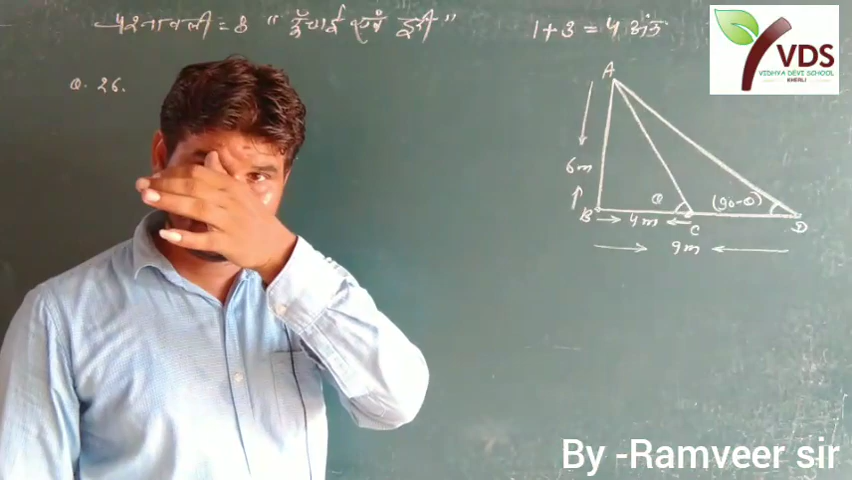 प्रश्नावली = 8 " ऊँचाई एवं दूरी "
1 + 3 = 4 अंक
VDS
VIDHYA DEVI SCHOOL
KHERLI
Q. 26.
A
6m
θ
(90-θ)
B
4m
C
D
9m
By -Ramveer sir